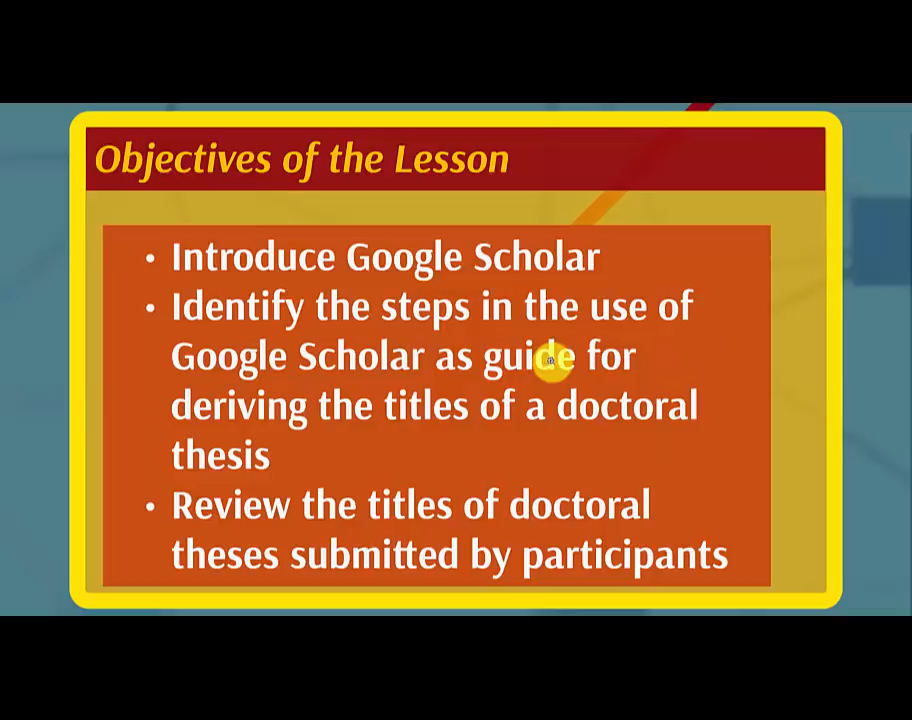 Objectives of the Lesson
• Introduce Google Scholar
• Identify the steps in the use of
Google Scholar as guide for
deriving the titles of a doctoral
thesis
• Review the titles of doctoral
theses submitted by participants